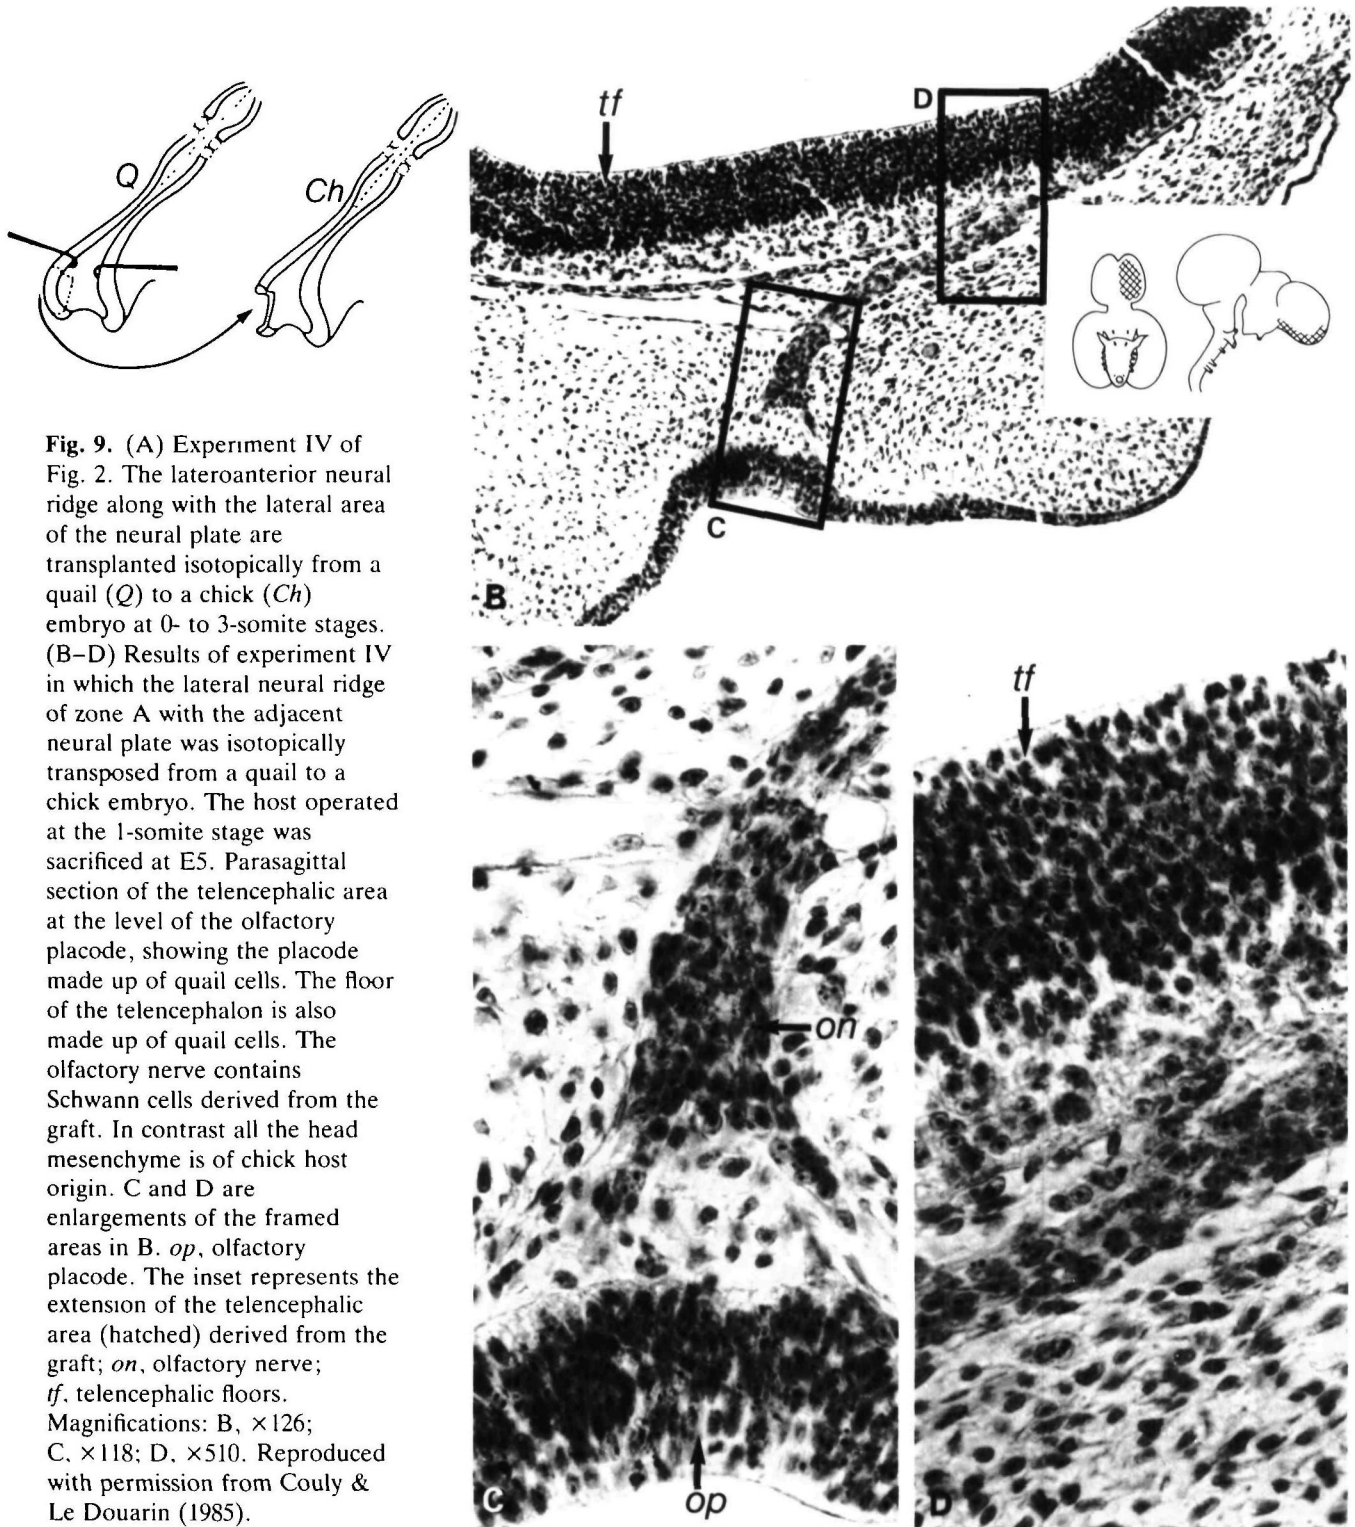 Q
Ch
tf
D
C
B
Fig. 9. (A) Experiment IV of
Fig. 2. The lateroanterior neural
ridge along with the lateral area
of the neural plate are
transplanted isotopically from a
quail (Q) to a chick (Ch)
embryo at 0- to 3-somite stages.
(B–D) Results of experiment IV
in which the lateral neural ridge
of zone A with the adjacent
neural plate was isotopically
transposed from a quail to a
chick embryo. The host operated
at the 1-somite stage was
sacrificed at E5. Parasagittal
section of the telencephalic area
at the level of the olfactory
placode, showing the placode
made up of quail cells. The floor
of the telencephalon is also
made up of quail cells. The
olfactory nerve contains
Schwann cells derived from the
graft. In contrast all the head
mesenchyme is of chick host
origin. C and D are
enlargements of the framed
areas in B. op, olfactory
placode. The inset represents the
extension of the telencephalic
area (hatched) derived from the
graft; on, olfactory nerve;
tf, telencephalic floors.
Magnifications: B, ×126;
C, ×118; D, ×510. Reproduced
with permission from Couly &
Le Douarin (1985).
on
op
C
tf
D